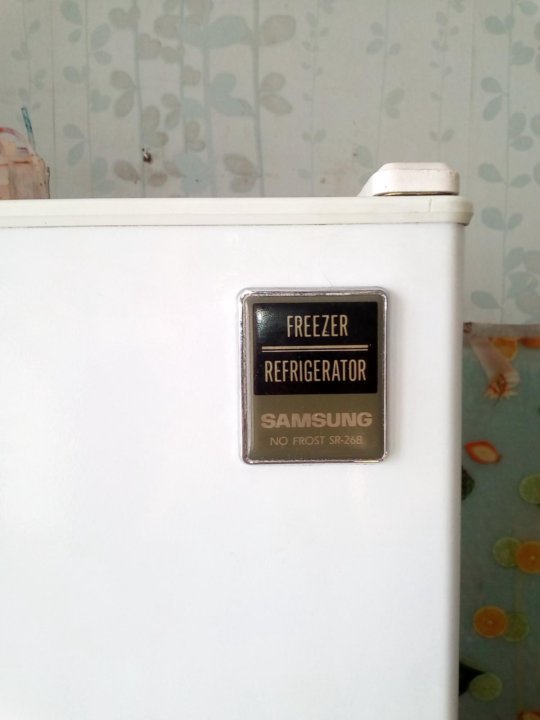 FREEZER
REFRIGERATOR
SAMSUNG
NO FROST SR-268